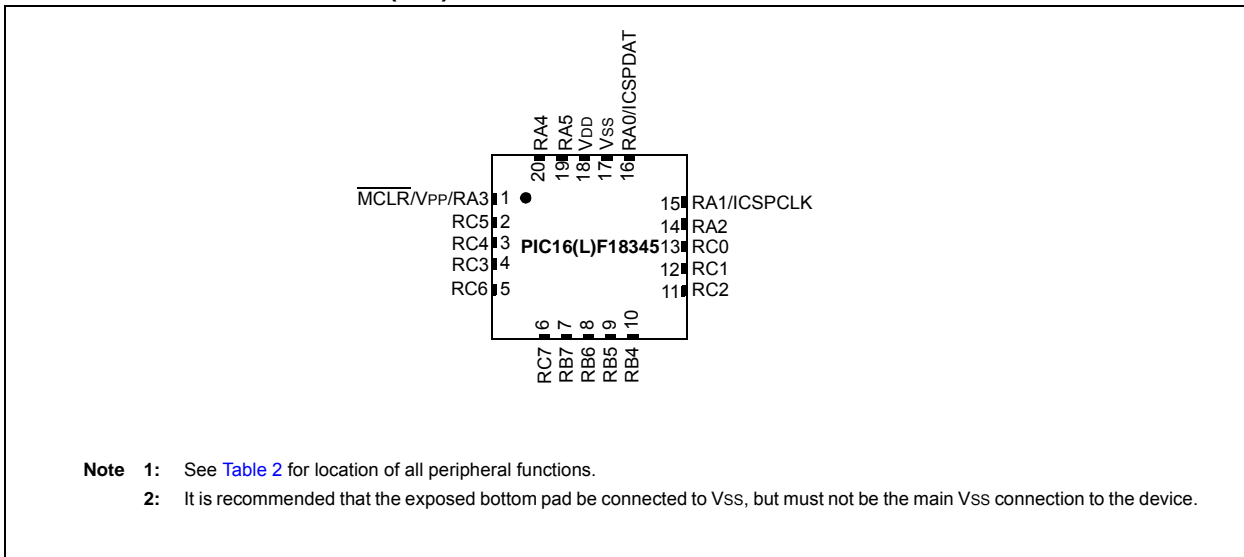 20 RA4
19 RA5
18 VDD
17 VSS
16 RA0/ICSPDAT
MCLR/VPP/RA3 1
RC5 2
RC4 3
RC3 4
RC6 5
PIC16(L)F18345
15 RA1/ICSPCLK
14 RA2
13 RC0
12 RC1
11 RC2
6 RC7
7 RB7
8 RB6
9 RB5
10 RB4
Note 1: See Table 2 for location of all peripheral functions.
2: It is recommended that the exposed bottom pad be connected to VSS, but must not be the main VSS connection to the device.